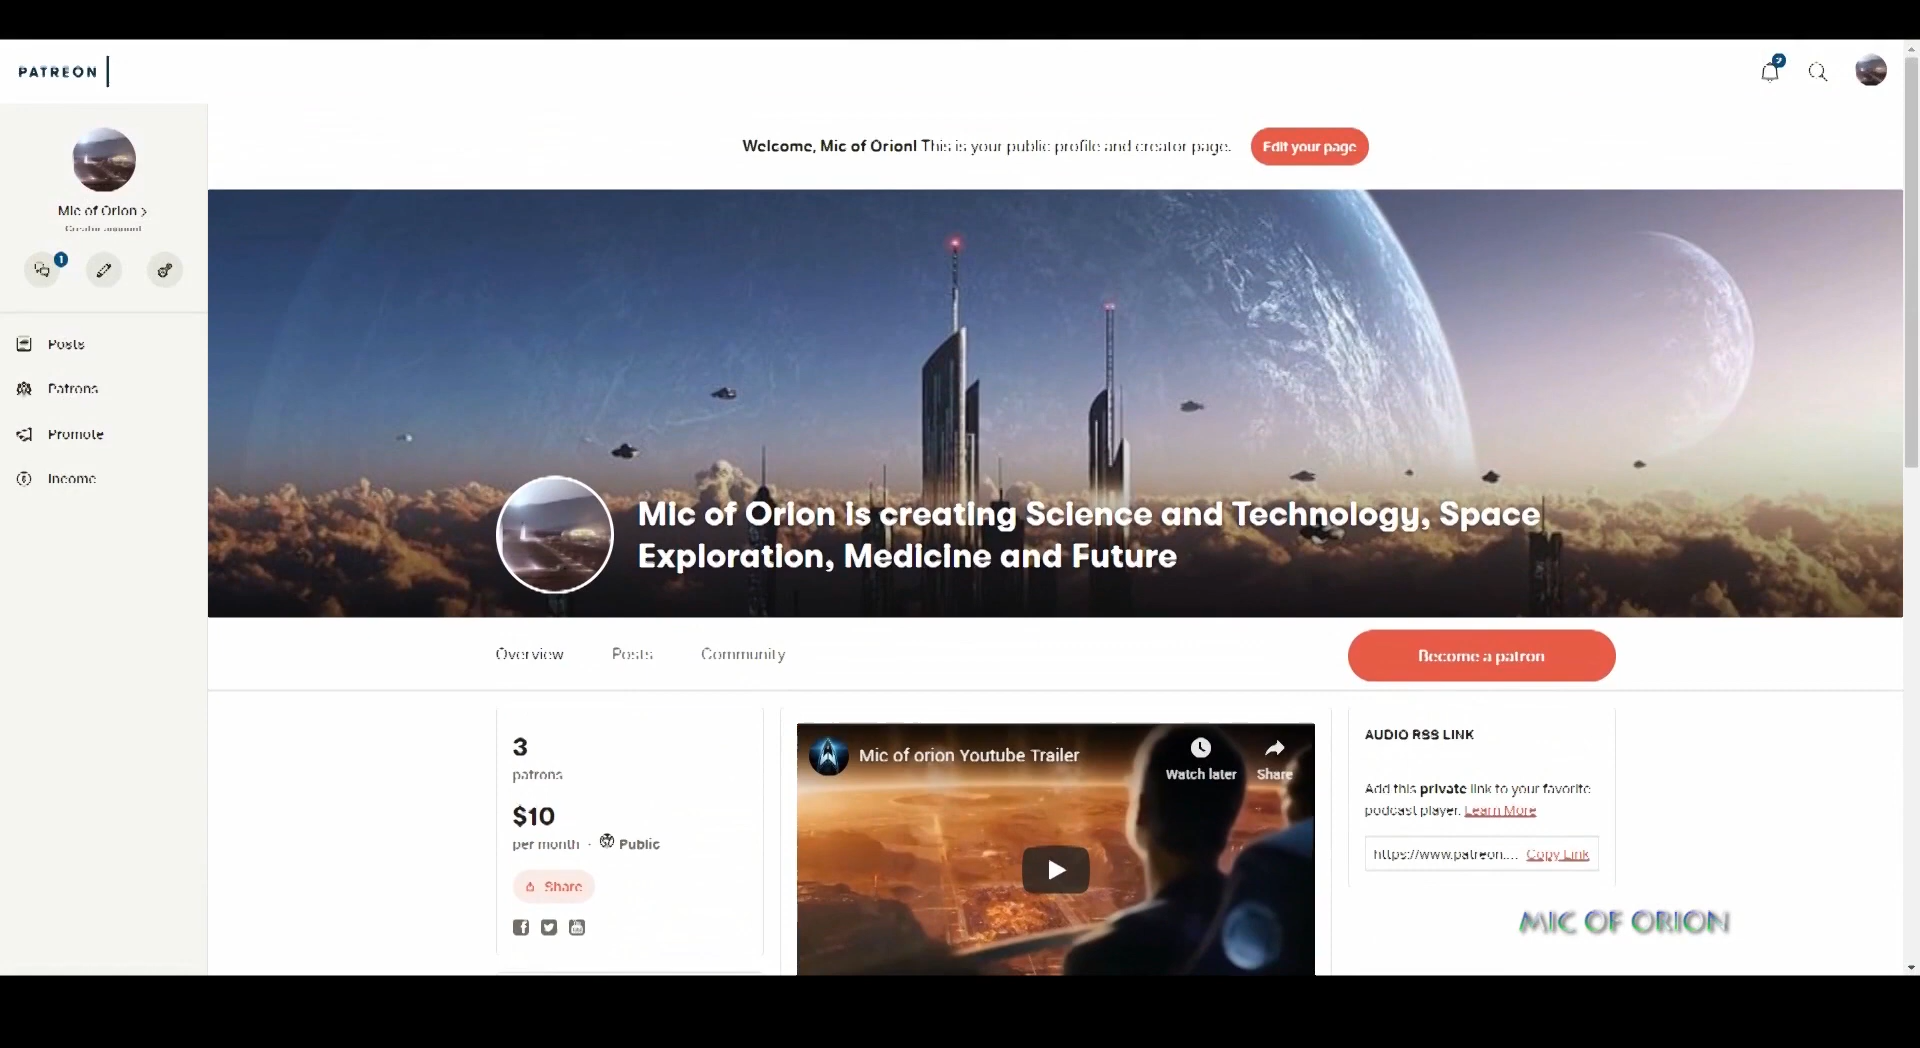 PATREON
2
Welcome, Mic of Orion! This is your public profile and creator page.
Edit your page
Mic of Orion >
Creator account
1
Posts
Patrons
Promote
Income
Mic of Orion is creating Science and Technology, Space
Exploration, Medicine and Future
Overview
Posts
Community
Become a patron
3
patrons
$10
per month · Public
Share
Mic of orion Youtube Trailer
Watch later
Share
AUDIO RSS LINK
Add this private link to your favorite
podcast player. Learn More
https://www.patreon.... Copy Link
MIC OF ORION